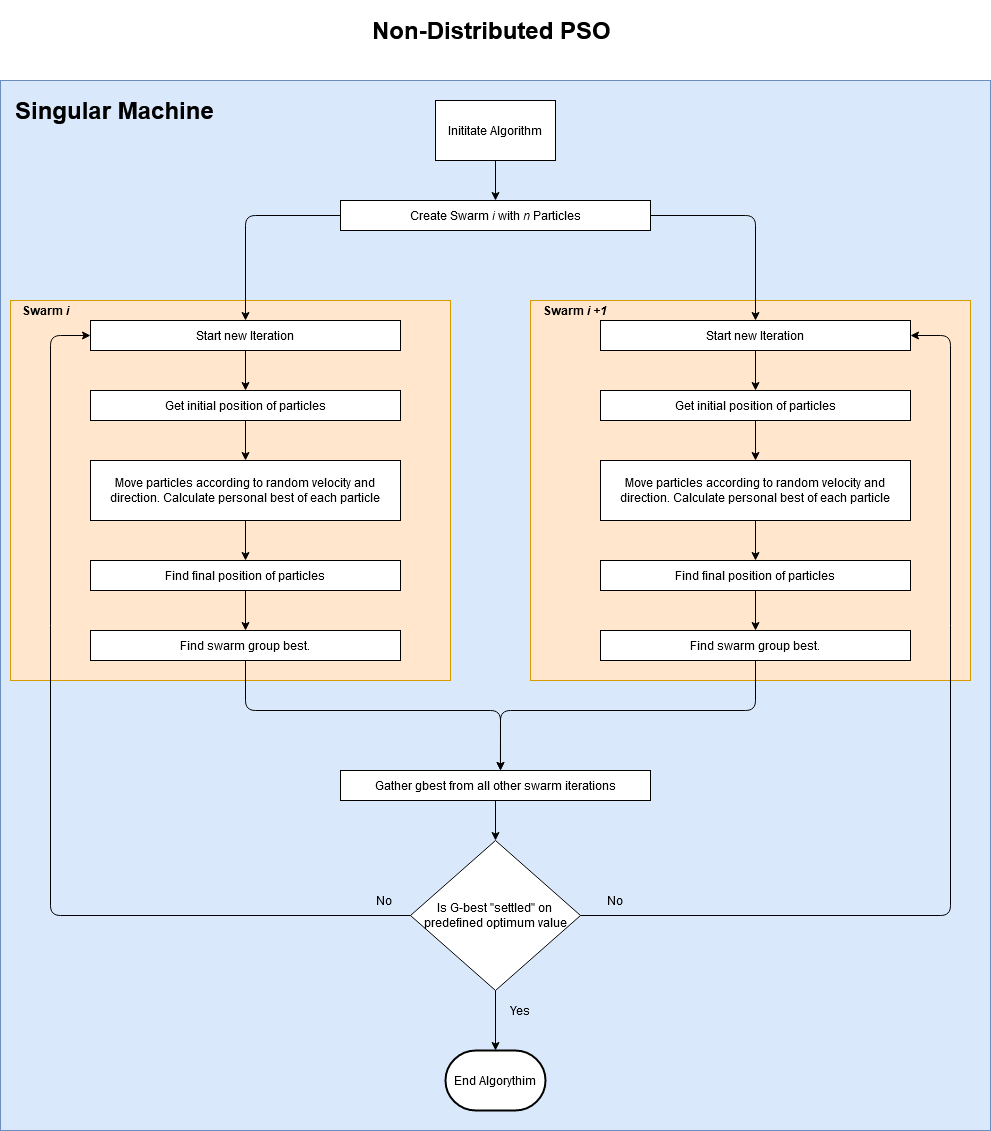 Non-Distributed PSO
Singular Machine
Inititate Algorithm
Create Swarm i with n Particles
Swarm i
Start new Iteration
Get initial position of particles
Move particles according to random velocity and
direction. Calculate personal best of each particle
Find final position of particles
Find swarm group best.
Swarm i +1
Start new Iteration
Get initial position of particles
Move particles according to random velocity and
direction. Calculate personal best of each particle
Find final position of particles
Find swarm group best.
Gather gbest from all other swarm iterations
No
Is G-best "settled" on
predefined optimum value
No
Yes
End Algorythim